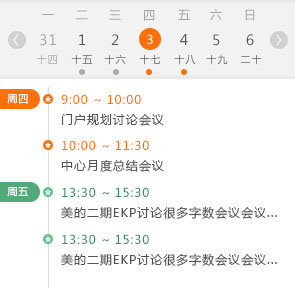 一 二 三 四 五 六 日
31 1 2 3 4 5 6
十四 十五 十六 十七 十八 十九 二十
周四 9:00 ~ 10:00
门户规划讨论会议
10:00 ~ 11:30
中心月度总结会议
周五 13:30 ~ 15:30
美的二期EKP讨论很多字数会议会议...
13:30 ~ 15:30
美的二期EKP讨论很多字数会议会议...